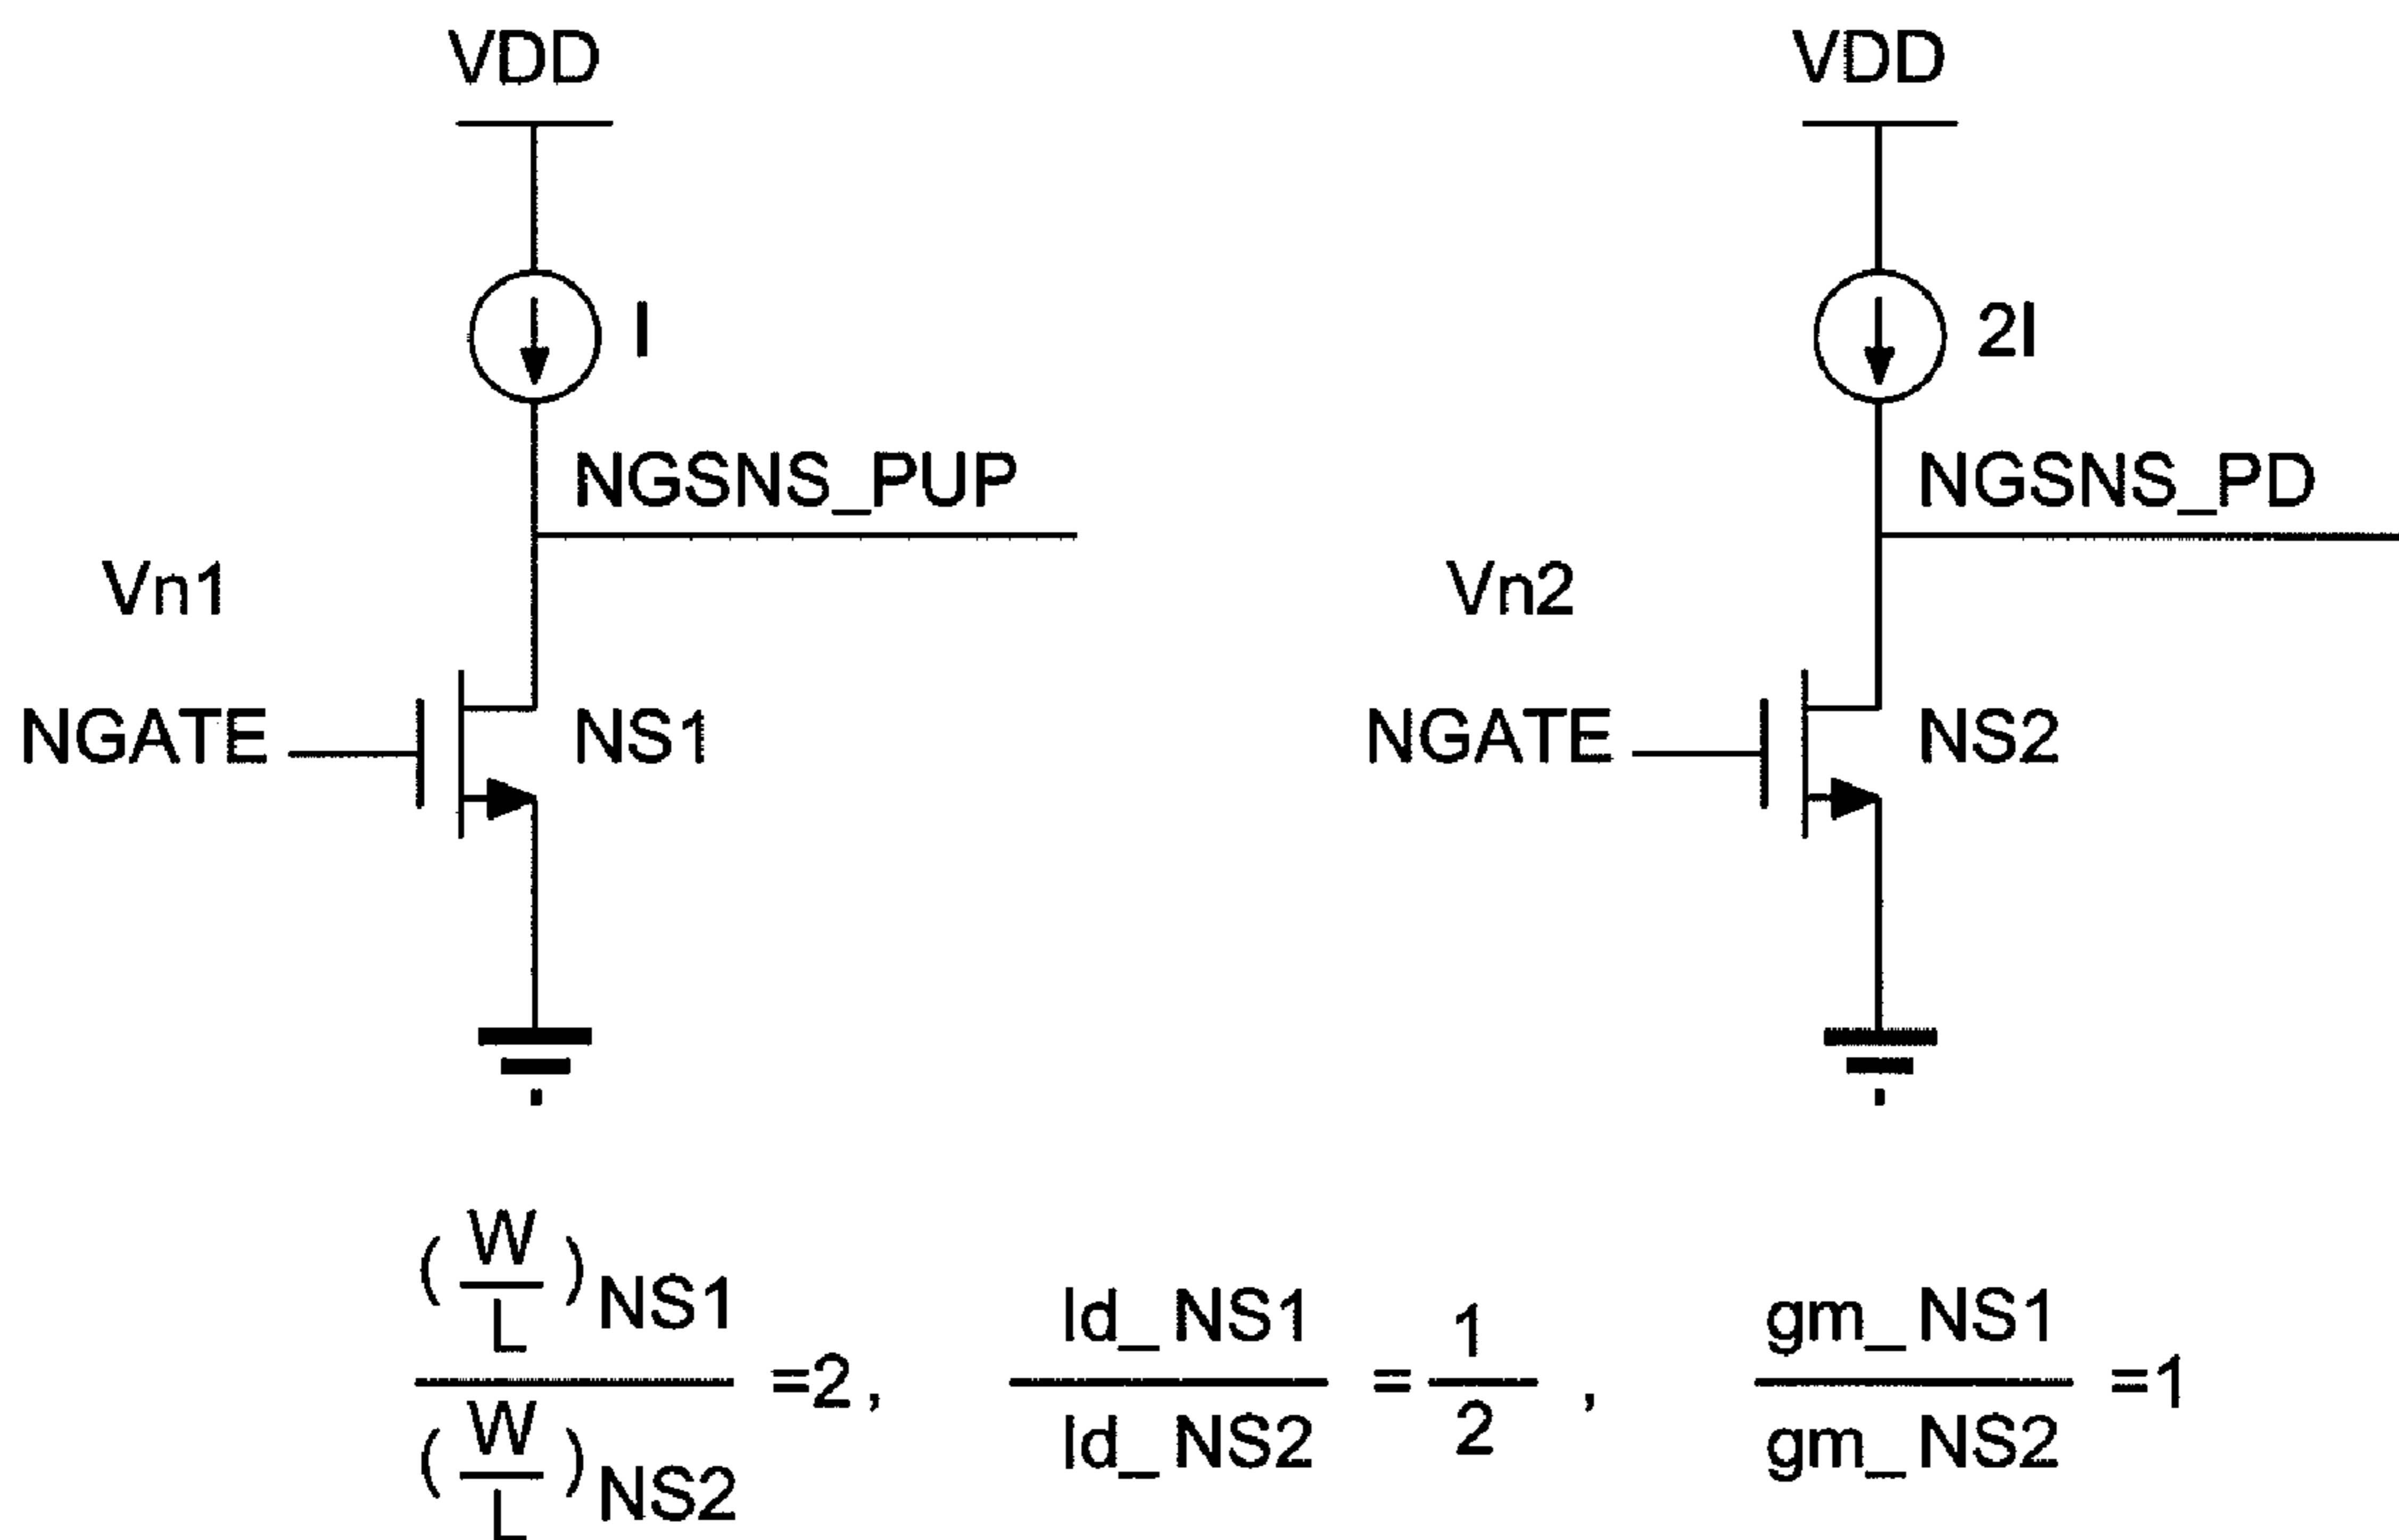 VDD VDD
I 2I
NGSNS_PUP NGSNS_PD
Vn1 Vn2
NGATE NS1 NGATE NS2
(W/L)NS1 / (W/L)NS2 =2, Id_NS1 / Id_NS2 = 1/2 , gm_NS1 / gm_NS2 =1